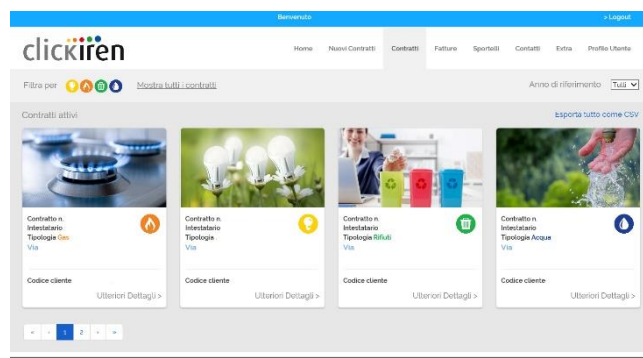 Benvenuto
> Logout
clickiren
Home Nuovi Contratti Contratti Fatture Sportelli Contatti Extra Profilo Utente
Filtra per Mostra tutti i contratti Anno di riferimento Tutti
Contratti attivi Esporta tutto come CSV
Contratto n. Contratto n. Contratto n. Contratto n.
Intestatario Intestatario Intestatario Intestatario
Tipologia Gas Tipologia Tipologia Rifiuti Tipologia Acqua
Via Via Via Via
Codice cliente Codice cliente Codice cliente Codice cliente
Ulteriori Dettagli > Ulteriori Dettagli > Ulteriori Dettagli > Ulteriori Dettagli >
« ‹ 1 2 › »